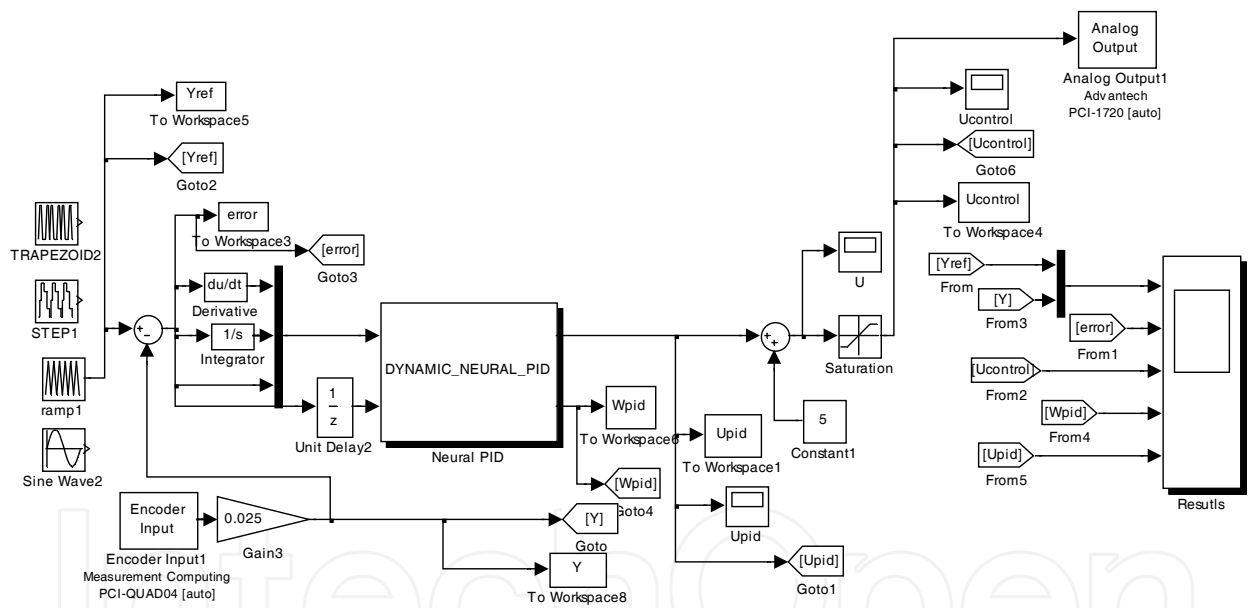 Yref
To Workspace5
[Yref]
Goto2
TRAPEZOID2
STEP1
ramp1
Sine Wave2
+
−
error
To Workspace3
[error]
Goto3
du/dt
Derivative
1/s
Integrator
1
z
Unit Delay2
DYNAMIC_NEURAL_PID
Neural PID
Wpid
To Workspace6
[Wpid]
Goto4
Encoder
Input
Encoder Input1
Measurement Computing
PCI-QUAD04 [auto]
0.025
Gain3
[Y]
Goto
Y
To Workspace8
Upid
To Workspace1
Upid
[Upid]
Goto1
+
+
5
Constant1
U
Saturation
Analog
Output
Analog Output1
Advantech
PCI-1720 [auto]
Ucontrol
[Ucontrol]
Goto6
Ucontrol
To Workspace4
[Yref]
From
[Y]
From3
[error]
From1
[Ucontrol]
From2
[Wpid]
From4
[Upid]
From5
Resutls
IntechOpen